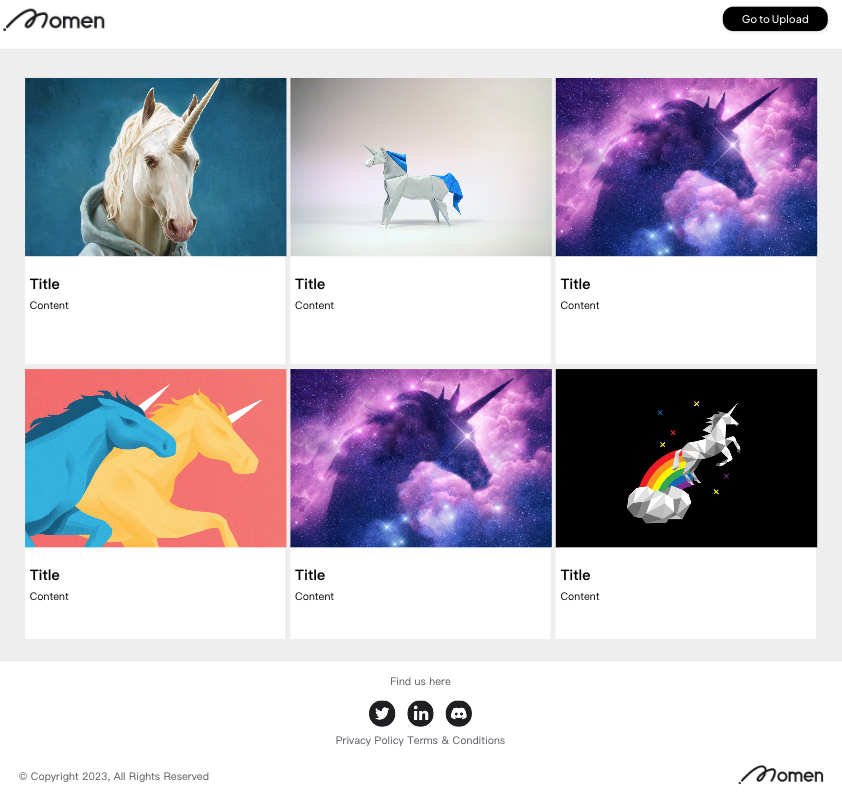 Momen
Go to Upload
Title
Content
Title
Content
Title
Content
Title
Content
Title
Content
Title
Content
Find us here
in
Privacy Policy Terms & Conditions
© Copyright 2023, All Rights Reserved
Momen